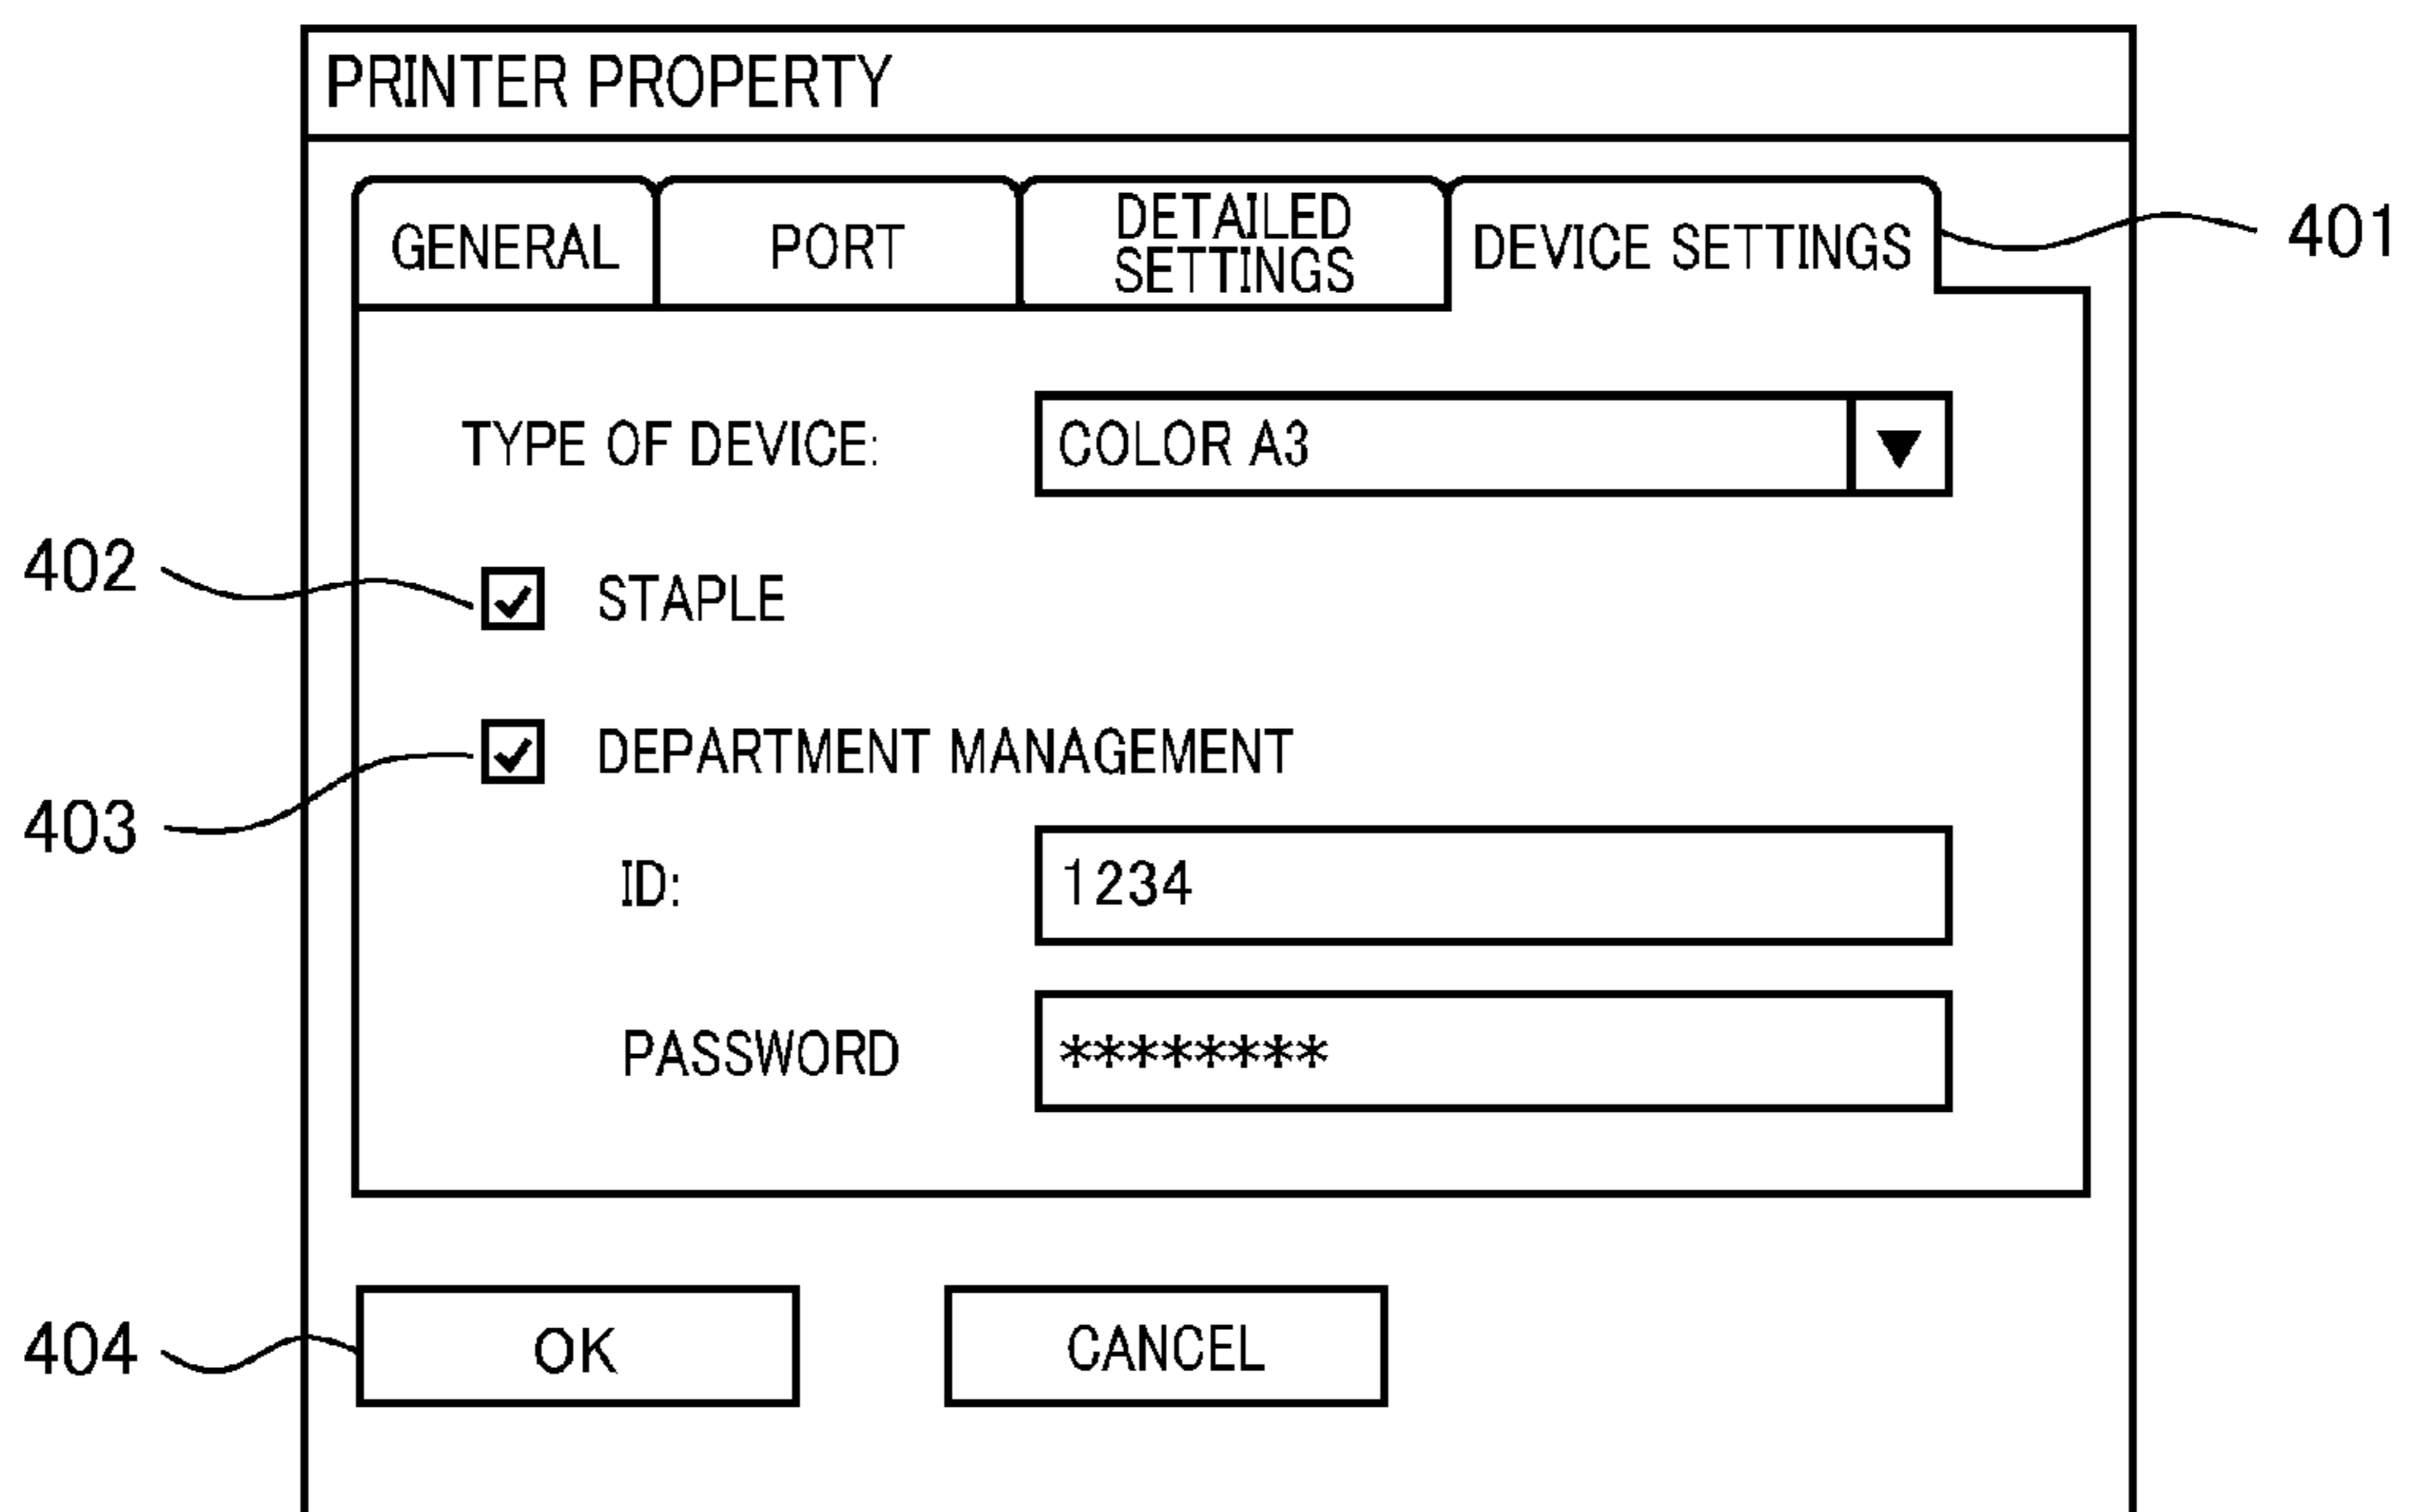 PRINTER PROPERTY
GENERAL
PORT
DETAILED
SETTINGS
DEVICE SETTINGS
401
TYPE OF DEVICE:
COLOR A3
402
STAPLE
403
DEPARTMENT MANAGEMENT
ID:
1234
PASSWORD
********
404
OK
CANCEL